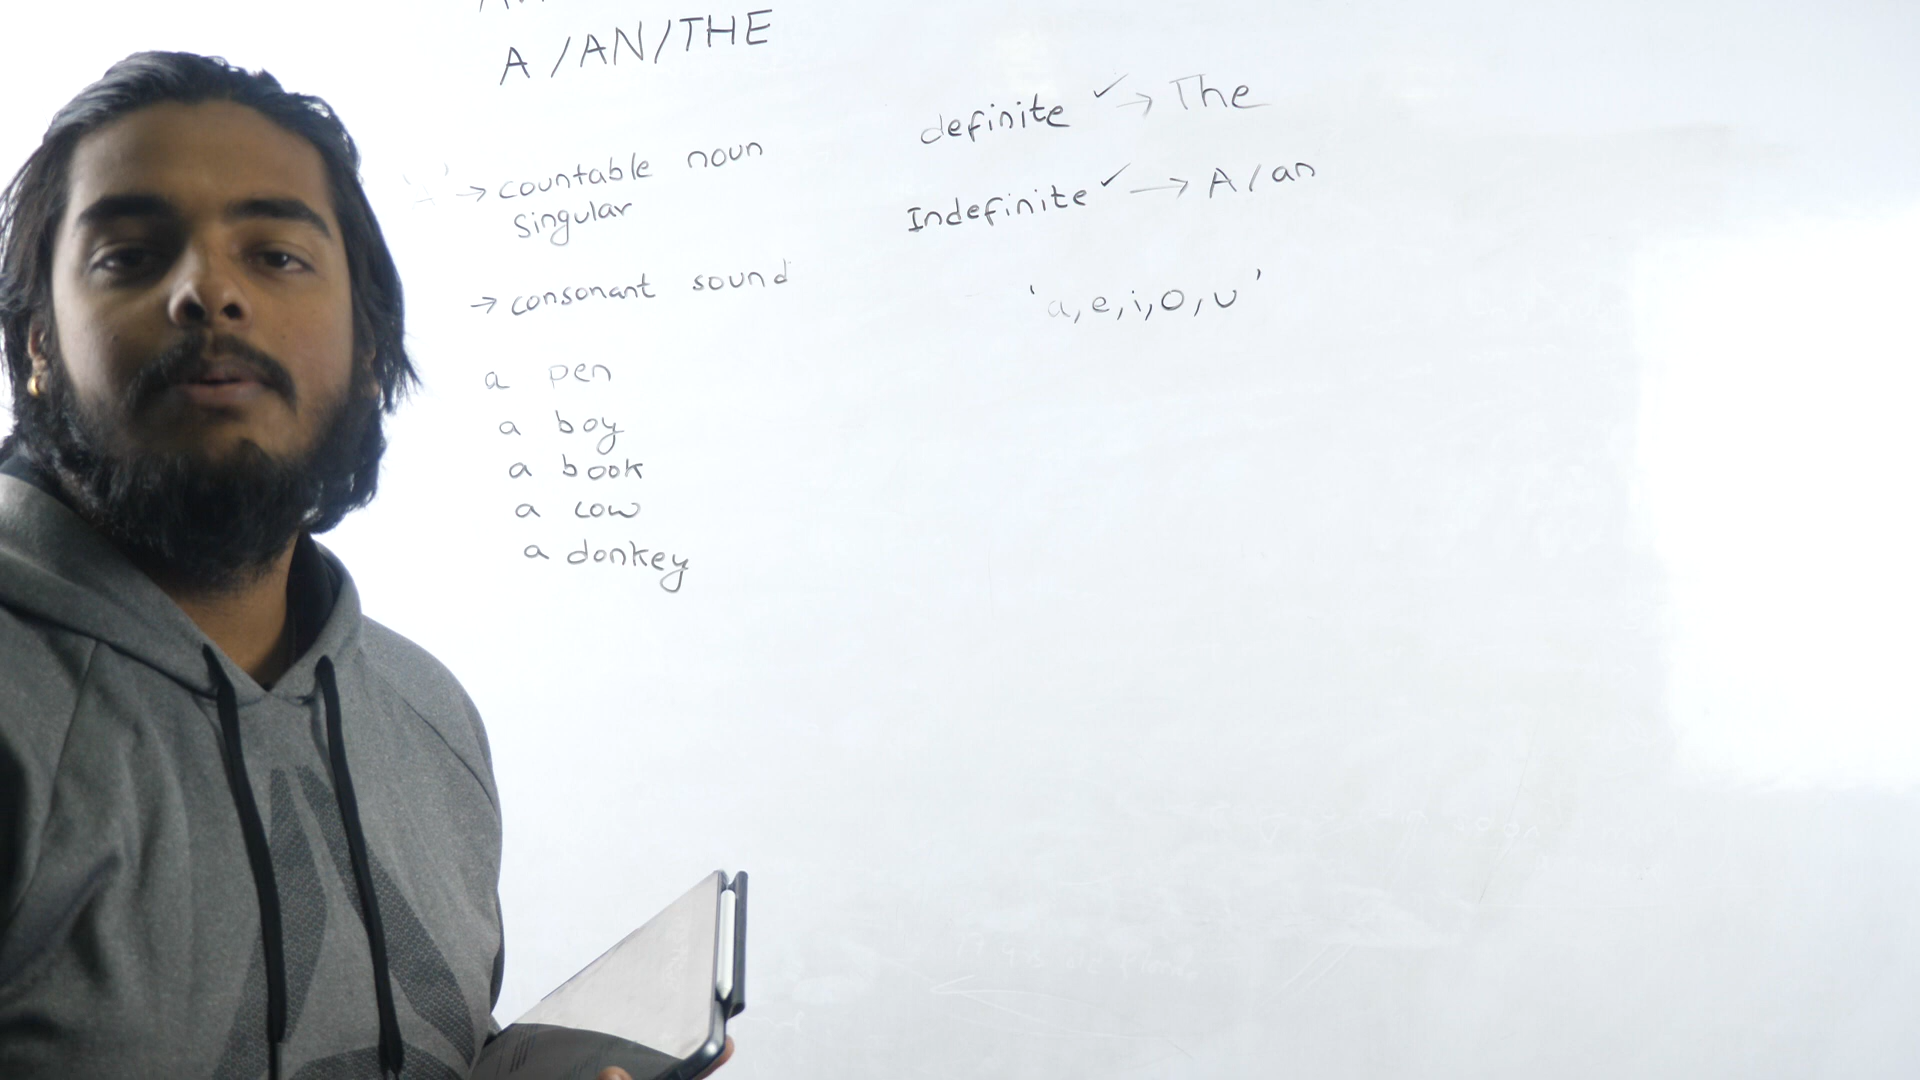 A/AN/THE
→ countable noun
singular
→ consonant sound
a pen
a boy
a book
a cow
a donkey
definite ✓ → The
Indefinite ✓ → A/an
'a, e, i, o, u'